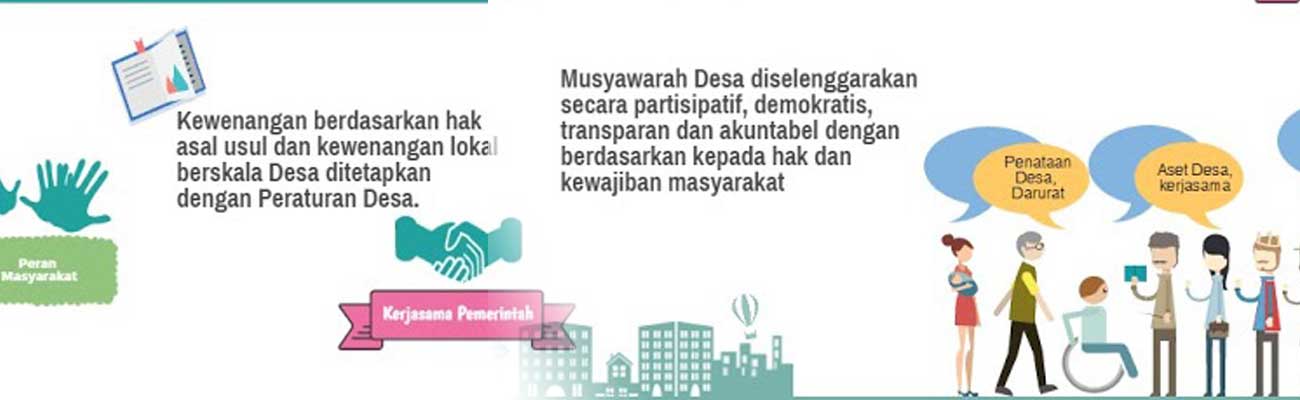 Kewenangan berdasarkan hak
asal usul dan kewenangan lokal
berskala Desa ditetapkan
dengan Peraturan Desa.
Peran
Masyarakat
Kerjasama Pemerintah
Musyawarah Desa diselenggarakan
secara partisipatif, demokratis,
transparan dan akuntabel dengan
berdasarkan kepada hak dan
kewajiban masyarakat
Penataan
Desa,
Darurat
Aset Desa,
kerjasama